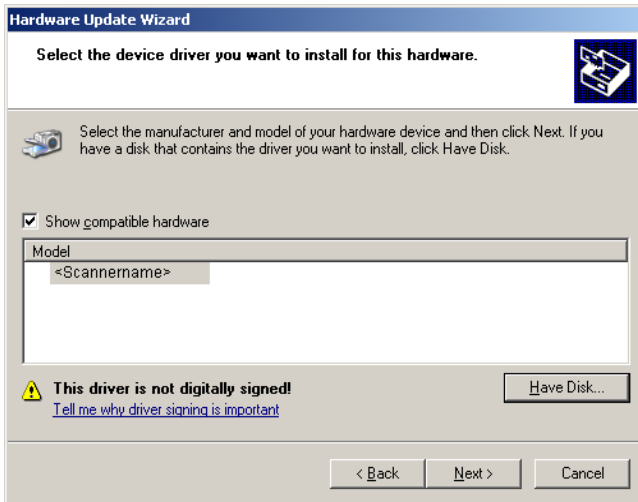 Hardware Update Wizard
Select the device driver you want to install for this hardware.
Select the manufacturer and model of your hardware device and then click Next. If you
have a disk that contains the driver you want to install, click Have Disk.
Show compatible hardware
Model
<Scannername>
This driver is not digitally signed!
Have Disk...
Tell me why driver signing is important
< Back
Next >
Cancel